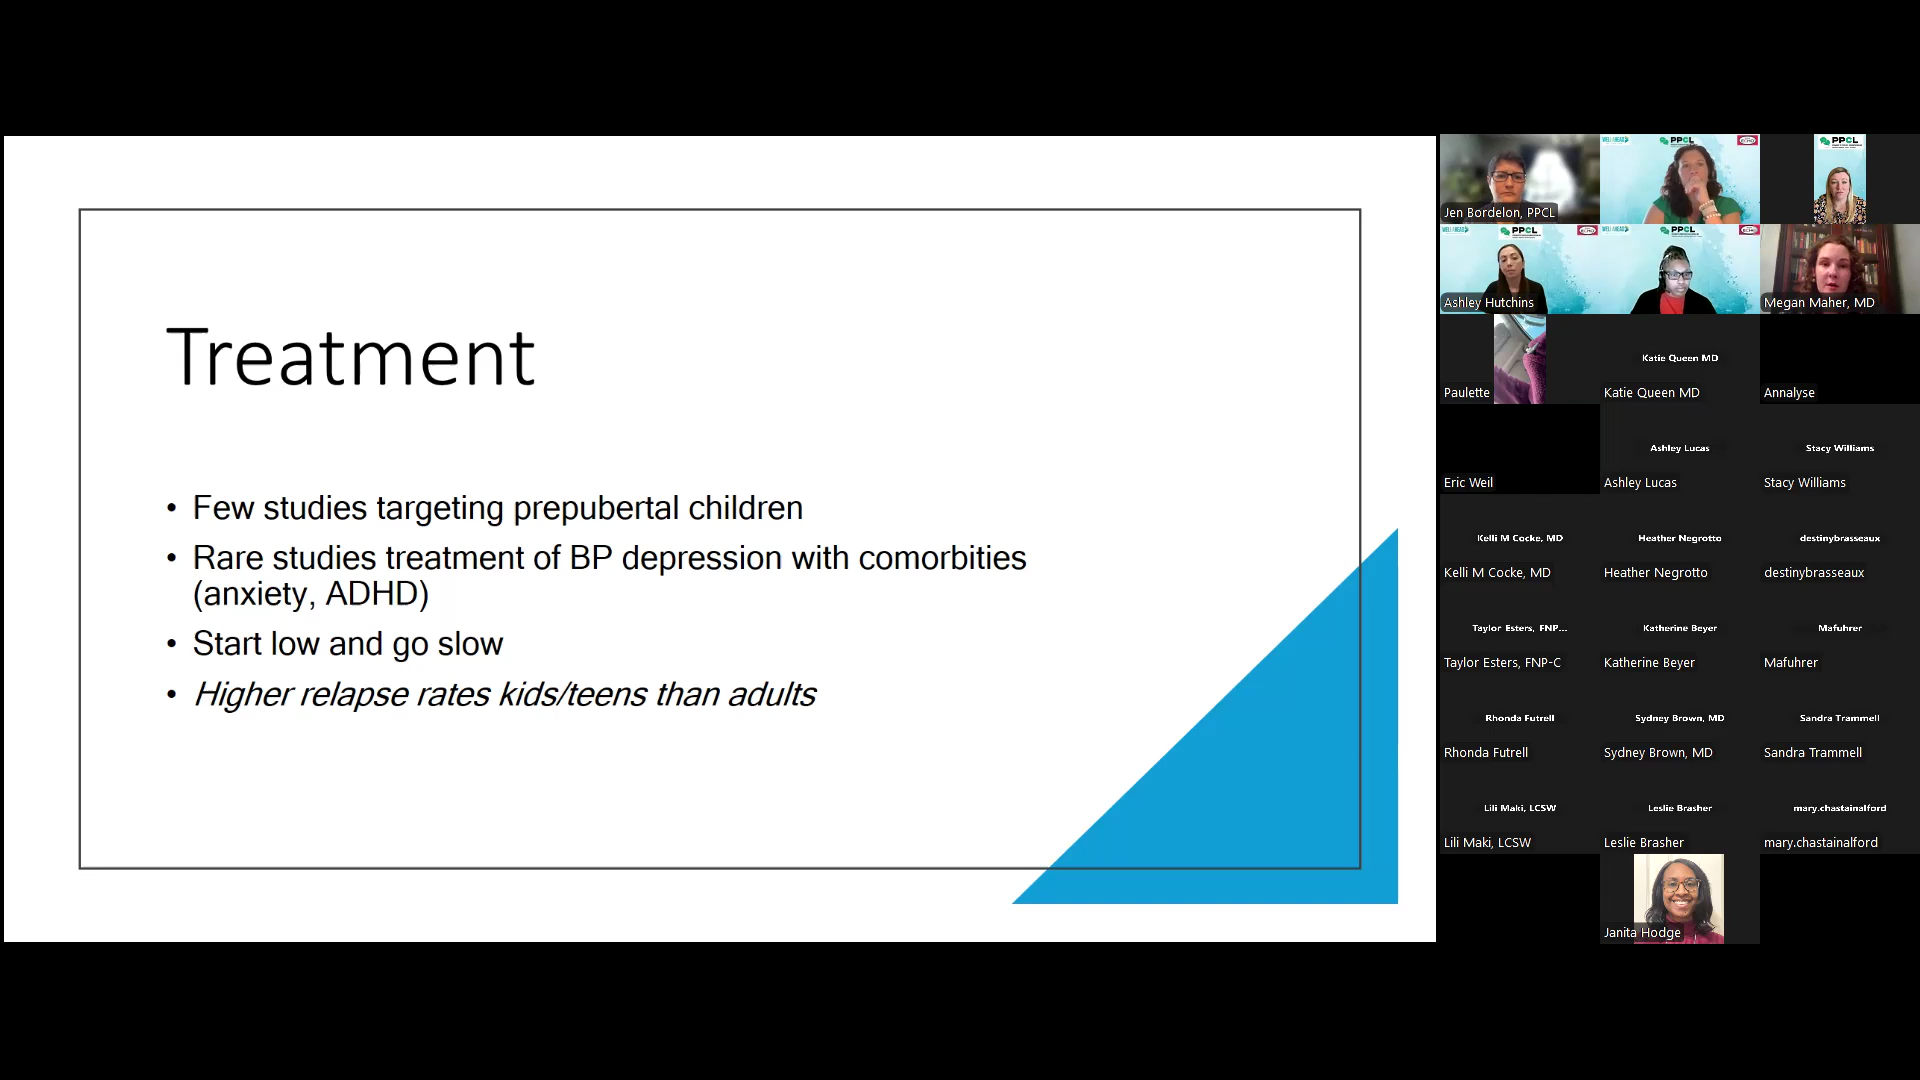 Treatment
• Few studies targeting prepubertal children
• Rare studies treatment of BP depression with comorbities
(anxiety, ADHD)
• Start low and go slow
• Higher relapse rates kids/teens than adults
PPCL
PPCL
Jen Bordelon, PPCL
PPCL
PPCL
Ashley Hutchins
Megan Maher, MD
Katie Queen MD
Paulette
Katie Queen MD
Annalyse
Ashley Lucas
Stacy Williams
Eric Weil
Ashley Lucas
Stacy Williams
Kelli M Cocke, MD
Heather Negrotto
destinybrasseaux
Kelli M Cocke, MD
Heather Negrotto
destinybrasseaux
Taylor Esters, FNP...
Katherine Beyer
Mafuhrer
Taylor Esters, FNP-C
Katherine Beyer
Mafuhrer
Rhonda Futrell
Sydney Brown, MD
Sandra Trammell
Rhonda Futrell
Sydney Brown, MD
Sandra Trammell
Lili Maki, LCSW
Leslie Brasher
mary.chastainalford
Lili Maki, LCSW
Leslie Brasher
mary.chastainalford
Janita Hodge